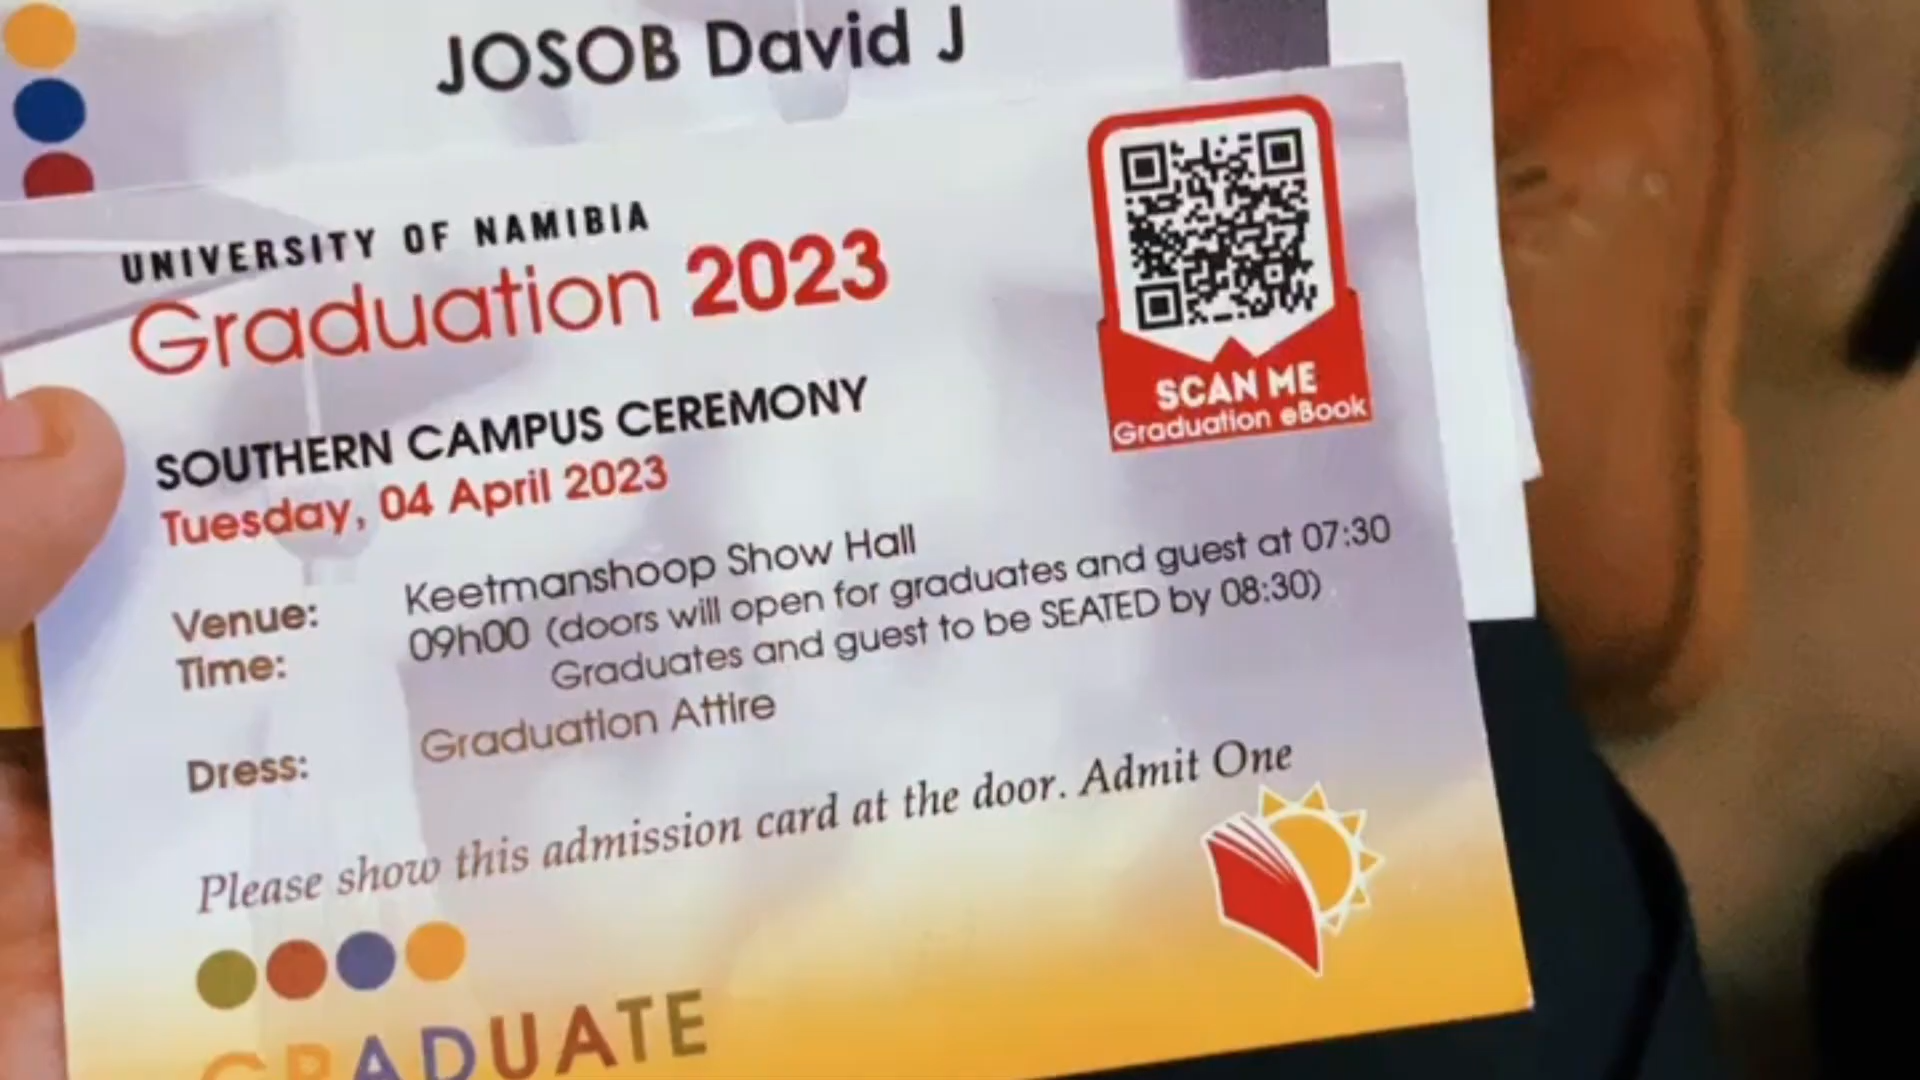 JOSOB David J
UNIVERSITY OF NAMIBIA
Graduation 2023
SCAN ME
Graduation eBook
SOUTHERN CAMPUS CEREMONY
Tuesday, 04 April 2023
Venue: Keetmanshoop Show Hall
Time: 09h00 (doors will open for graduates and guest at 07:30
Graduates and guest to be SEATED by 08:30)
Dress: Graduation Attire
Please show this admission card at the door. Admit One
GRADUATE